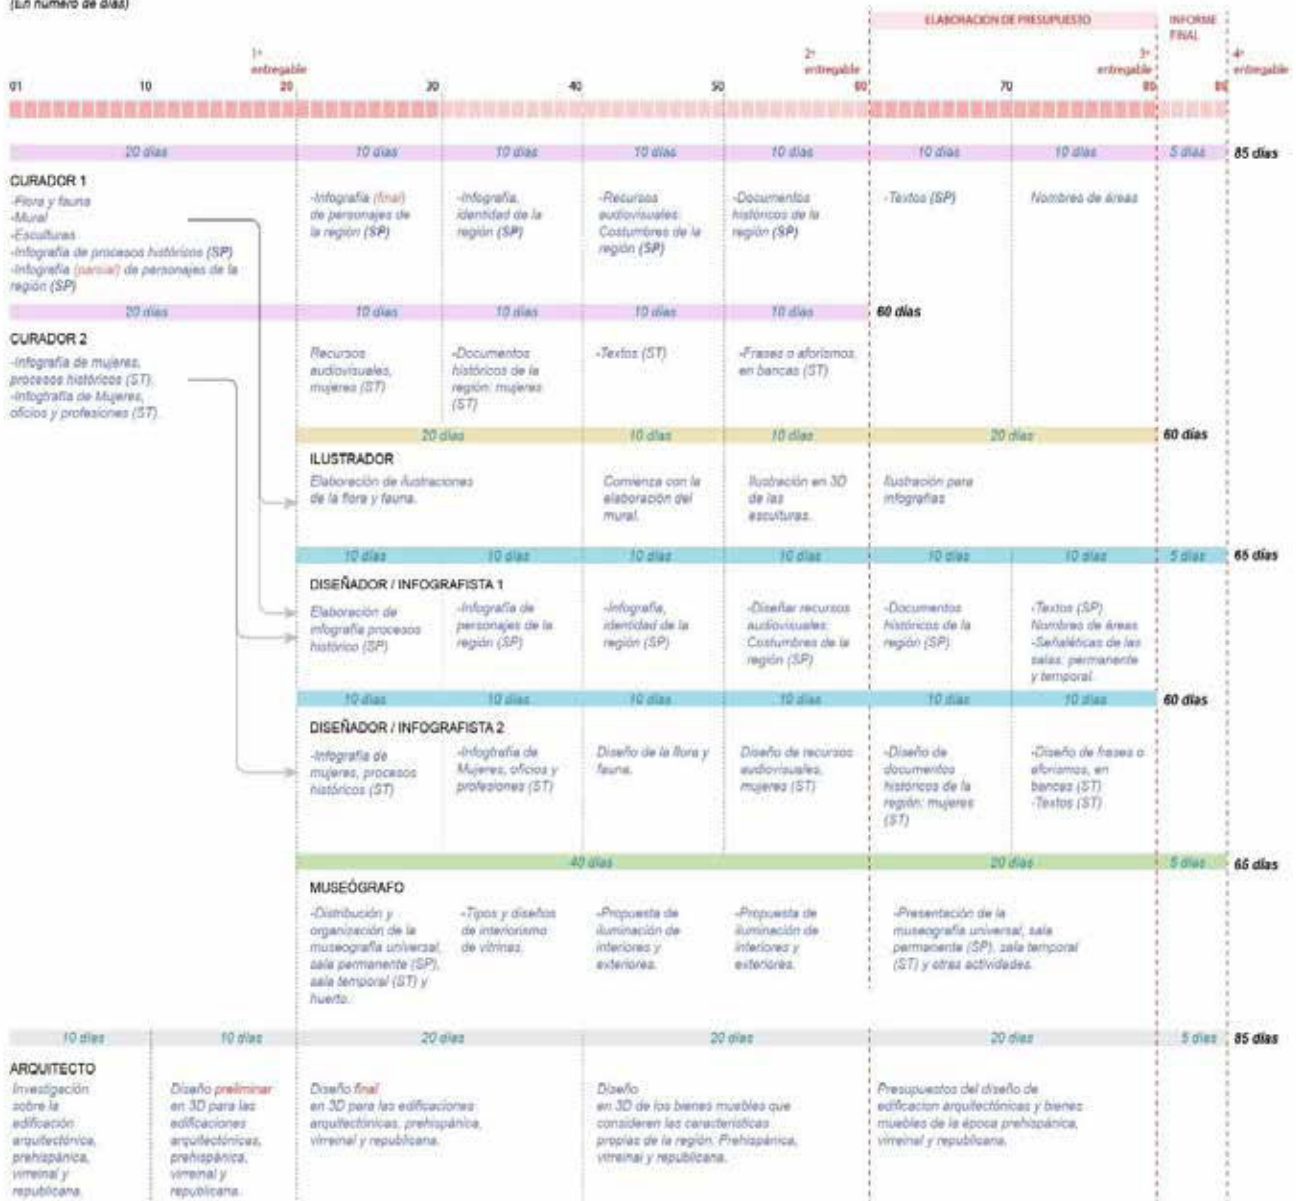 (En número de días)
ELABORACION DE PRESUPUESTO
INFORME
FINAL
1º
entregable
2º
entregable
3º
entregable
4º
entregable
01 10 20 30 40 50 60 70 80 85
20 días 10 días 10 días 10 días 10 días 10 días 10 días 5 días 85 días
CURADOR 1
-Flora y fauna
-Mural
-Esculturas
-Infografía de procesos históricos (SP)
-Infografía (parcial) de personajes de la
región (SP)
-Infografía (final)
de personajes de
la región (SP)
-Infografía,
identidad de la
región (SP)
-Recursos
audiovisuales:
Costumbres de la
región (SP)
-Documentos
históricos de la
región (SP)
-Textos (SP)
Nombres de áreas
20 días 10 días 10 días 10 días 10 días 60 días
CURADOR 2
-Infografía de mujeres,
procesos históricos (ST).
-Infogtrafía de Mujeres,
oficios y profesiones (ST).
Recursos
audiovisuales,
mujeres (ST)
-Documentos
históricos de la
región: mujeres
(ST)
-Textos (ST)
-Frases o aforismos,
en bancas (ST)
20 días 10 días 10 días 20 días 60 días
ILUSTRADOR
Elaboración de ilustraciones
de la flora y fauna.
Comienza con la
elaboración del
mural.
Ilustración en 3D
de las
esculturas.
Ilustración para
infografías
10 días 10 días 10 días 10 días 10 días 10 días 5 días 65 días
DISEÑADOR / INFOGRAFISTA 1
Elaboración de
infografía procesos
histórico (SP)
-Infografía de
personajes de la
región (SP)
-Infografía,
identidad de la
región (SP)
-Diseñar recursos
audiovisuales:
Costumbres de la
región (SP)
-Documentos
históricos de la
región (SP)
-Textos (SP)
Nombres de áreas
-Señaléticas de las
salas: permanente
y temporal.
10 días 10 días 10 días 10 días 10 días 10 días 60 días
DISEÑADOR / INFOGRAFISTA 2
-Infografía de
mujeres, procesos
históricos (ST)
-Infogtrafía de
Mujeres, oficios y
profesiones (ST)
Diseño de la flora y
fauna.
Diseño de recursos
audiovisuales,
mujeres (ST)
-Diseño de
documentos
históricos de la
región: mujeres
(ST)
-Diseño de frases o
aforismos, en
bancas (ST)
-Textos (ST)
40 días 20 días 5 días 65 días
MUSEÓGRAFO
-Distribución y
organización de la
museografía universal,
sala permanente (SP),
sala temporal (ST) y
huerto.
-Tipos y diseños
de interiorismo
de vitrinas.
-Propuesta de
iluminación de
interiores y
exteriores.
-Propuesta de
iluminación de
interiores y
exteriores.
-Presentación de la
museografía universal, sala
permanente (SP), sala temporal
(ST) y otras actividades.
10 días 10 días 20 días 20 días 20 días 5 días 85 días
ARQUITECTO
Investigación
sobre la
edificación
arquitectónica,
prehispánica,
virreinal y
republicana.
Diseño preliminar
en 3D para las
edificaciones
arquitectónicas,
prehispánica,
virreinal y
republicana.
Diseño final
en 3D para las edificaciones
arquitectónicas, prehispánica,
virreinal y republicana.
Diseño
en 3D de los bienes muebles que
consideren las características
propias de la región. Prehispánica,
virreinal y republicana.
Presupuestos del diseño de
edificacion arquitectónicas y bienes
muebles de la época prehispánica,
virreinal y republicana.